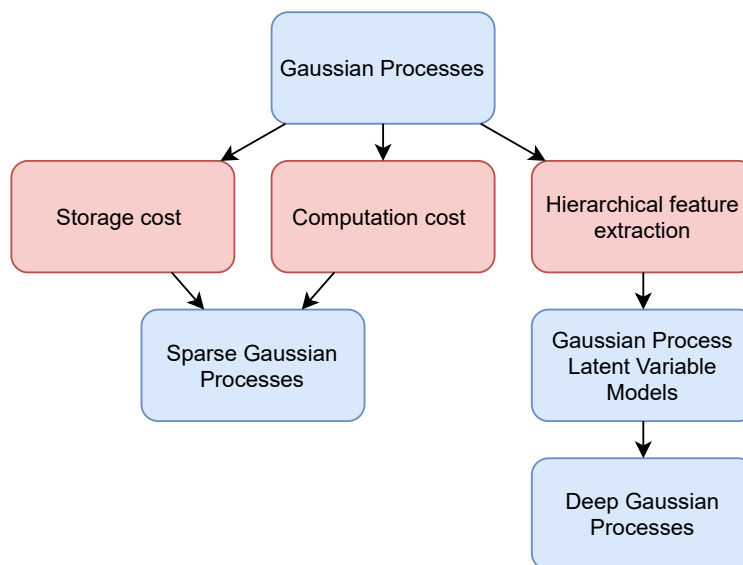 Gaussian Processes
Storage cost
Computation cost
Hierarchical feature
extraction
Sparse Gaussian
Processes
Gaussian Process
Latent Variable
Models
Deep Gaussian
Processes